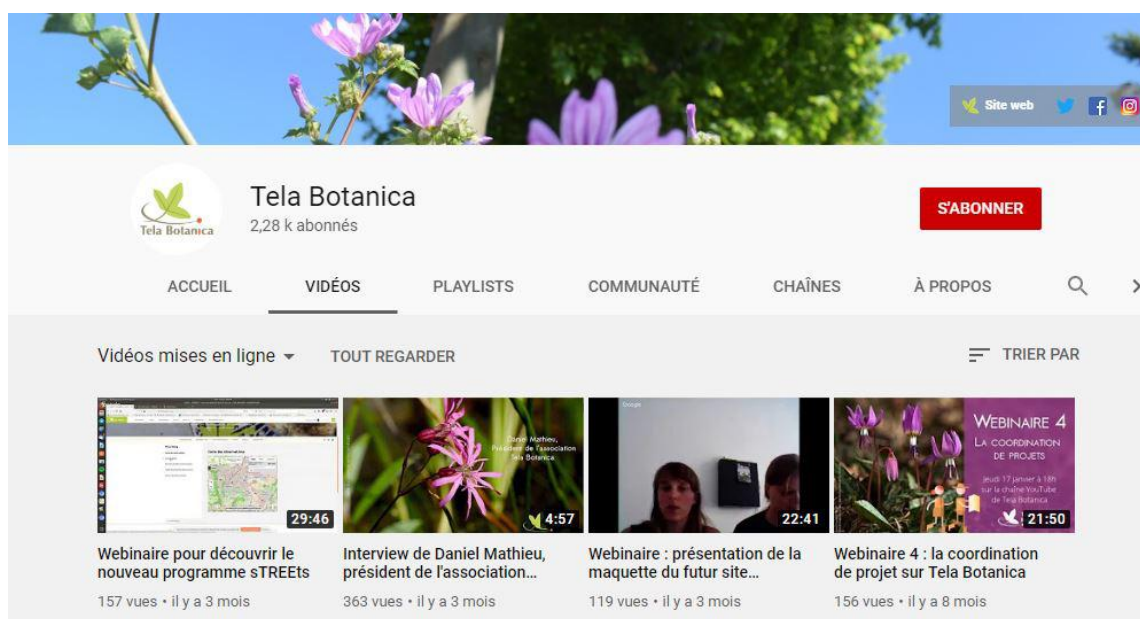 Site web
Tela Botanica
Tela Botanica
2,28 k abonnés
S'ABONNER
ACCUEIL
VIDÉOS
PLAYLISTS
COMMUNAUTÉ
CHAÎNES
À PROPOS
Vidéos mises en ligne
TOUT REGARDER
TRIER PAR
29:46
Webinaire pour découvrir le
nouveau programme sTREEts
157 vues • il y a 3 mois
Daniel Mathieu,
Président de l'association
Tela Botanica
4:57
Interview de Daniel Mathieu,
président de l'association...
363 vues • il y a 3 mois
Google
22:41
Webinaire : présentation de la
maquette du futur site...
119 vues • il y a 3 mois
WEBINAIRE 4
LA COORDINATION
DE PROJETS
Jeudi 17 janvier à 18h
sur la chaîne YouTube
de Tela Botanica
21:50
Webinaire 4 : la coordination
de projet sur Tela Botanica
156 vues • il y a 8 mois